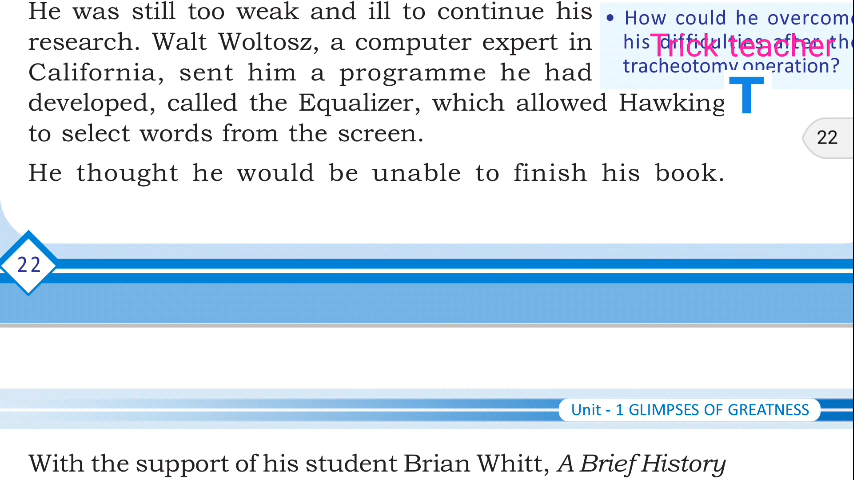 He was still too weak and ill to continue his
research. Walt Woltosz, a computer expert in
California, sent him a programme he had
developed, called the Equalizer, which allowed Hawking
to select words from the screen.
He thought he would be unable to finish his book.
• How could he overcome
his difficulties after the
tracheotomy operation?
Trick teacher
T
22
22
Unit - 1 GLIMPSES OF GREATNESS
With the support of his student Brian Whitt, A Brief History